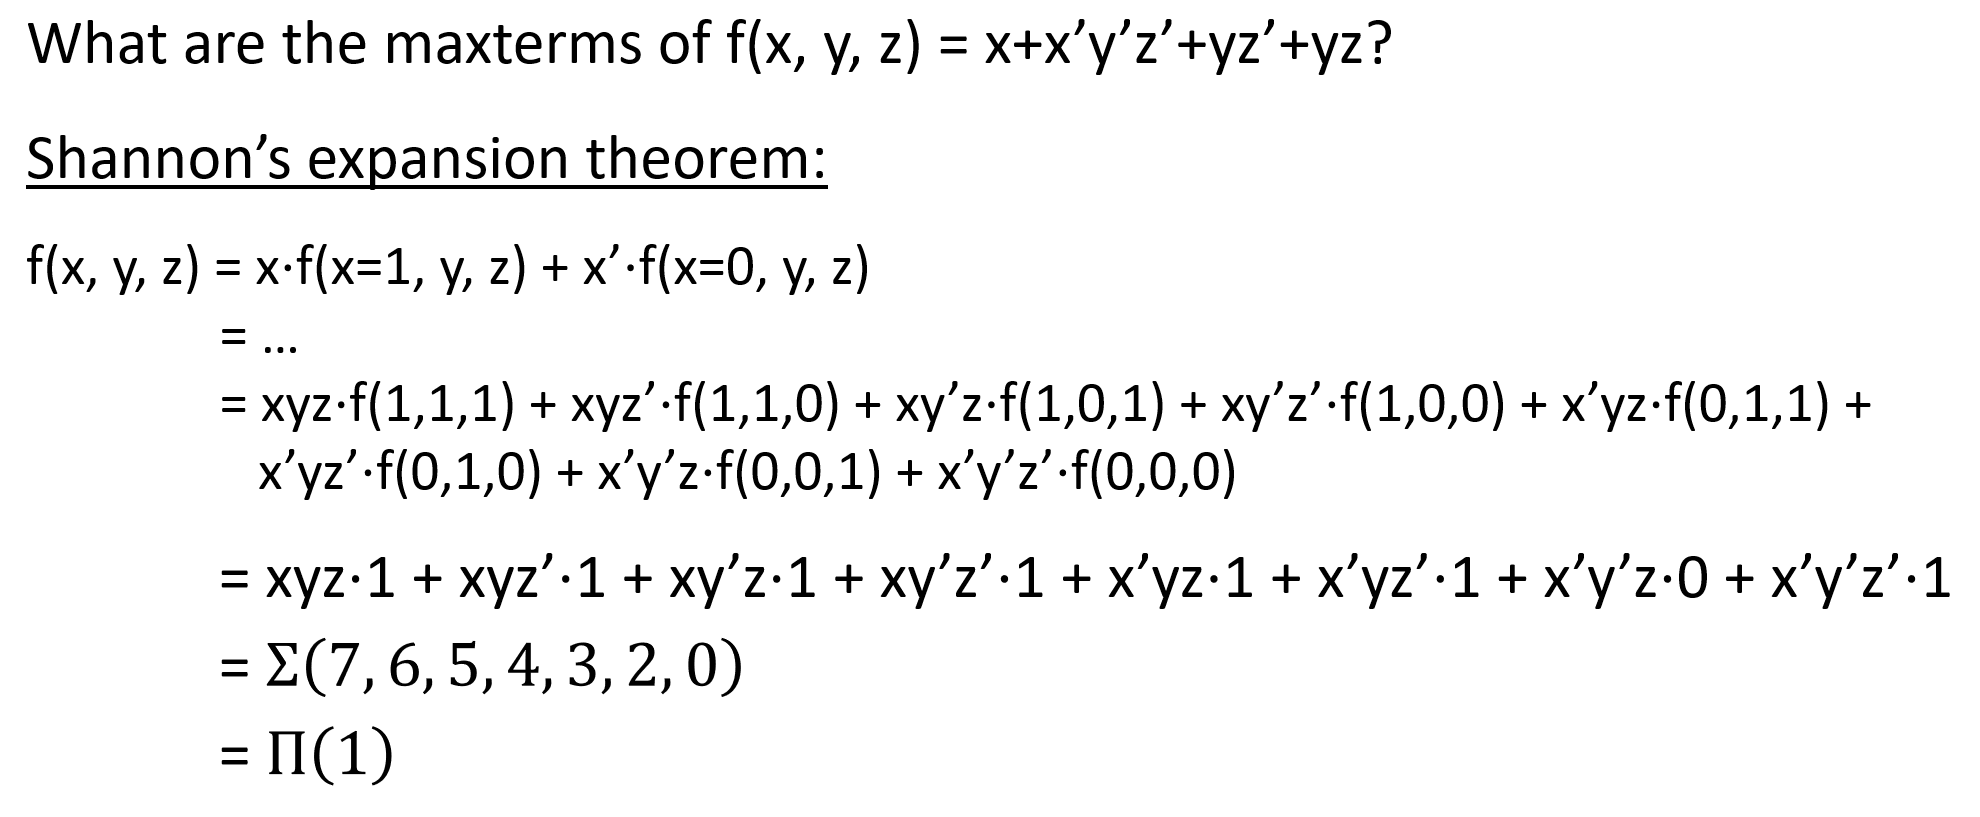 What are the maxterms of f(x, y, z) = x+x’y’z’+yz’+yz?
Shannon’s expansion theorem:
f(x, y, z) = x·f(x=1, y, z) + x’·f(x=0, y, z)
= ...
= xyz·f(1,1,1) + xyz’·f(1,1,0) + xy’z·f(1,0,1) + xy’z’·f(1,0,0) + x’yz·f(0,1,1) +
x’yz’·f(0,1,0) + x’y’z·f(0,0,1) + x’y’z’·f(0,0,0)
= xyz·1 + xyz’·1 + xy’z·1 + xy’z’·1 + x’yz·1 + x’yz’·1 + x’y’z·0 + x’y’z’·1
= Σ(7, 6, 5, 4, 3, 2, 0)
= Π(1)